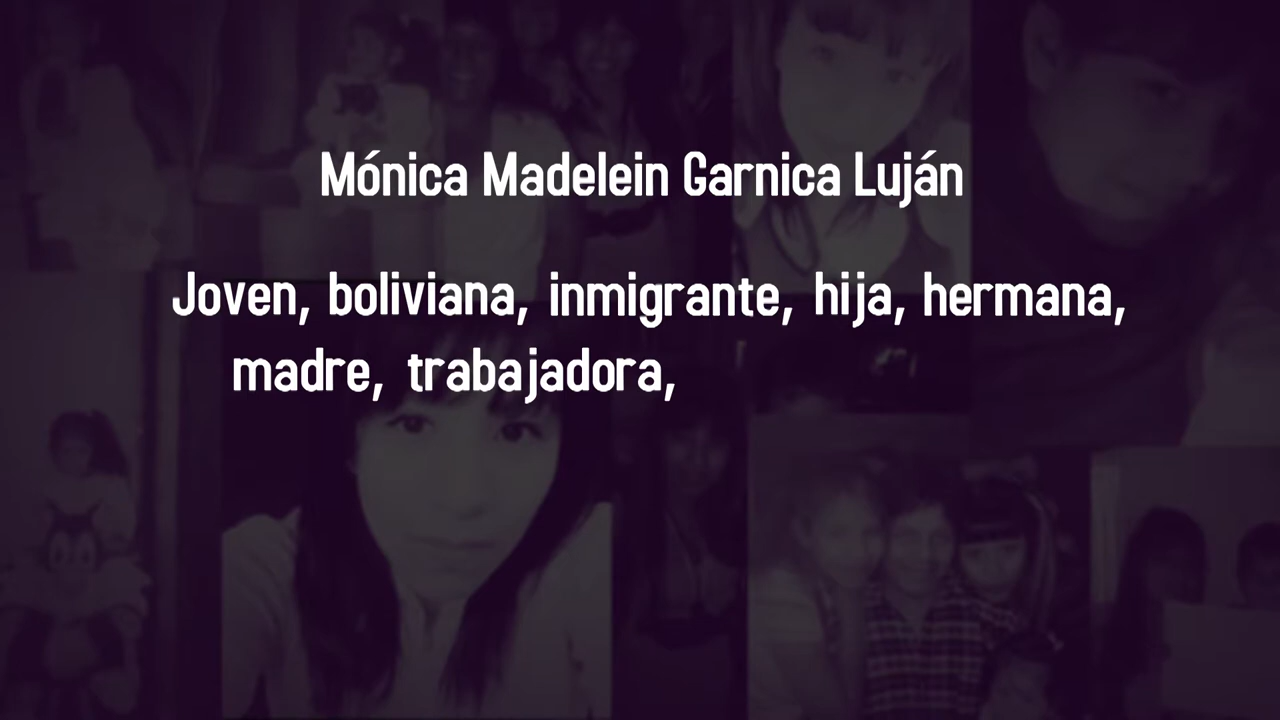 Mónica Madelein Garnica Luján
Joven, boliviana, inmigrante, hija, hermana,
madre, trabajadora,